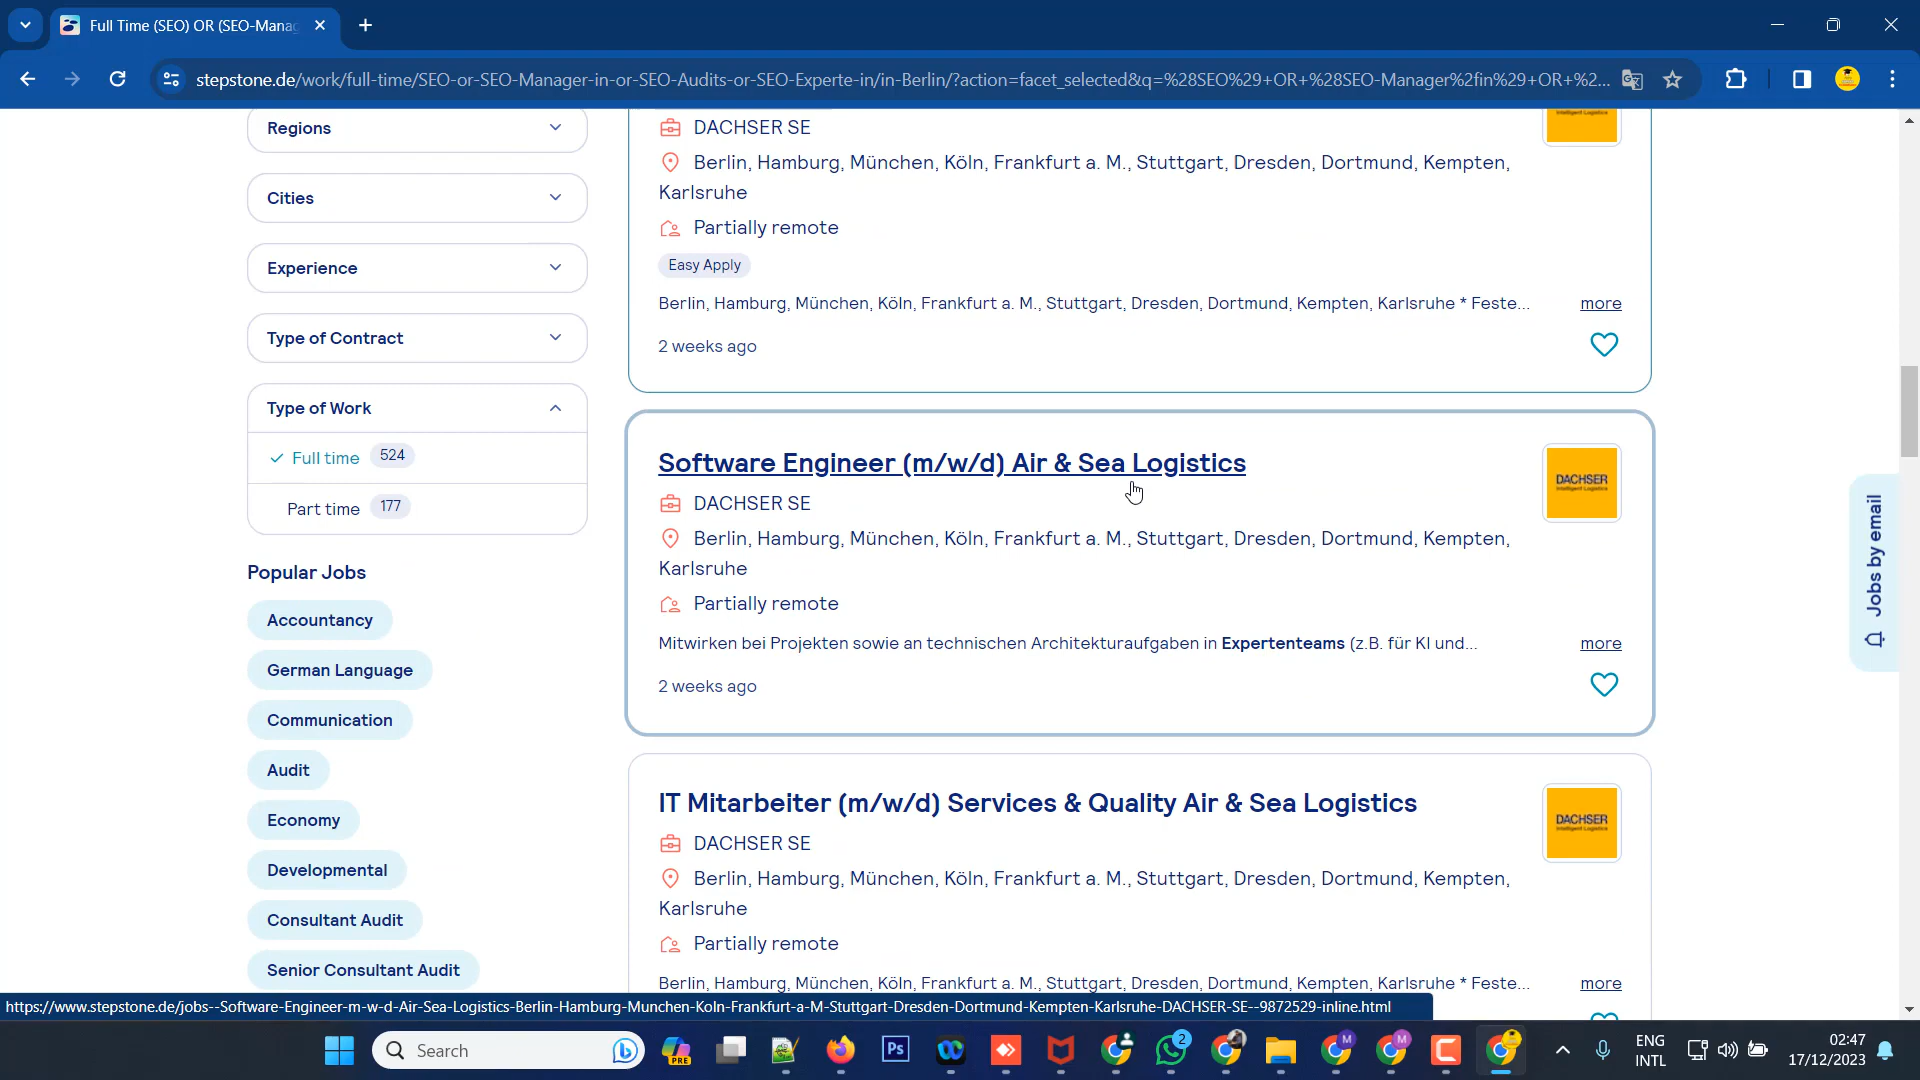 Full Time (SEO) OR (SEO-Mana
stepstone.de/work/full-time/SEO-or-SEO-Manager-in-or-SEO-Audits-or-SEO-Experte-in/in-Berlin/?action=facet_selected&q=%28SEO%29+OR+%28SEO-Manager%2fin%29+OR+%2...
Regions
Cities
Experience
Type of Contract
Type of Work
Full time 524
Part time 177
Popular Jobs
Accountancy
German Language
Communication
Audit
Economy
Developmental
Consultant Audit
Senior Consultant Audit
DACHSER SE
Berlin, Hamburg, München, Köln, Frankfurt a. M., Stuttgart, Dresden, Dortmund, Kempten,
Karlsruhe
Partially remote
Easy Apply
Berlin, Hamburg, München, Köln, Frankfurt a. M., Stuttgart, Dresden, Dortmund, Kempten, Karlsruhe * Feste... more
2 weeks ago
Software Engineer (m/w/d) Air & Sea Logistics
DACHSER
Intelligent Logistics
DACHSER SE
Berlin, Hamburg, München, Köln, Frankfurt a. M., Stuttgart, Dresden, Dortmund, Kempten,
Karlsruhe
Partially remote
Mitwirken bei Projekten sowie an technischen Architekturaufgaben in Expertenteams (z.B. für KI und... more
2 weeks ago
IT Mitarbeiter (m/w/d) Services & Quality Air & Sea Logistics
DACHSER
Intelligent Logistics
DACHSER SE
Berlin, Hamburg, München, Köln, Frankfurt a. M., Stuttgart, Dresden, Dortmund, Kempten,
Karlsruhe
Partially remote
Berlin, Hamburg, München, Köln, Frankfurt a. M., Stuttgart, Dresden, Dortmund, Kempten, Karlsruhe * Feste... more
Jobs by email
https://www.stepstone.de/jobs--Software-Engineer-m-w-d-Air-Sea-Logistics-Berlin-Hamburg-Munchen-Koln-Frankfurt-a-M-Stuttgart-Dresden-Dortmund-Kempten-Karlsruhe-DACHSER-SE--9872529-inline.html
Search
PRE
Ps
2
M
M
ENG
INTL
02:47
17/12/2023